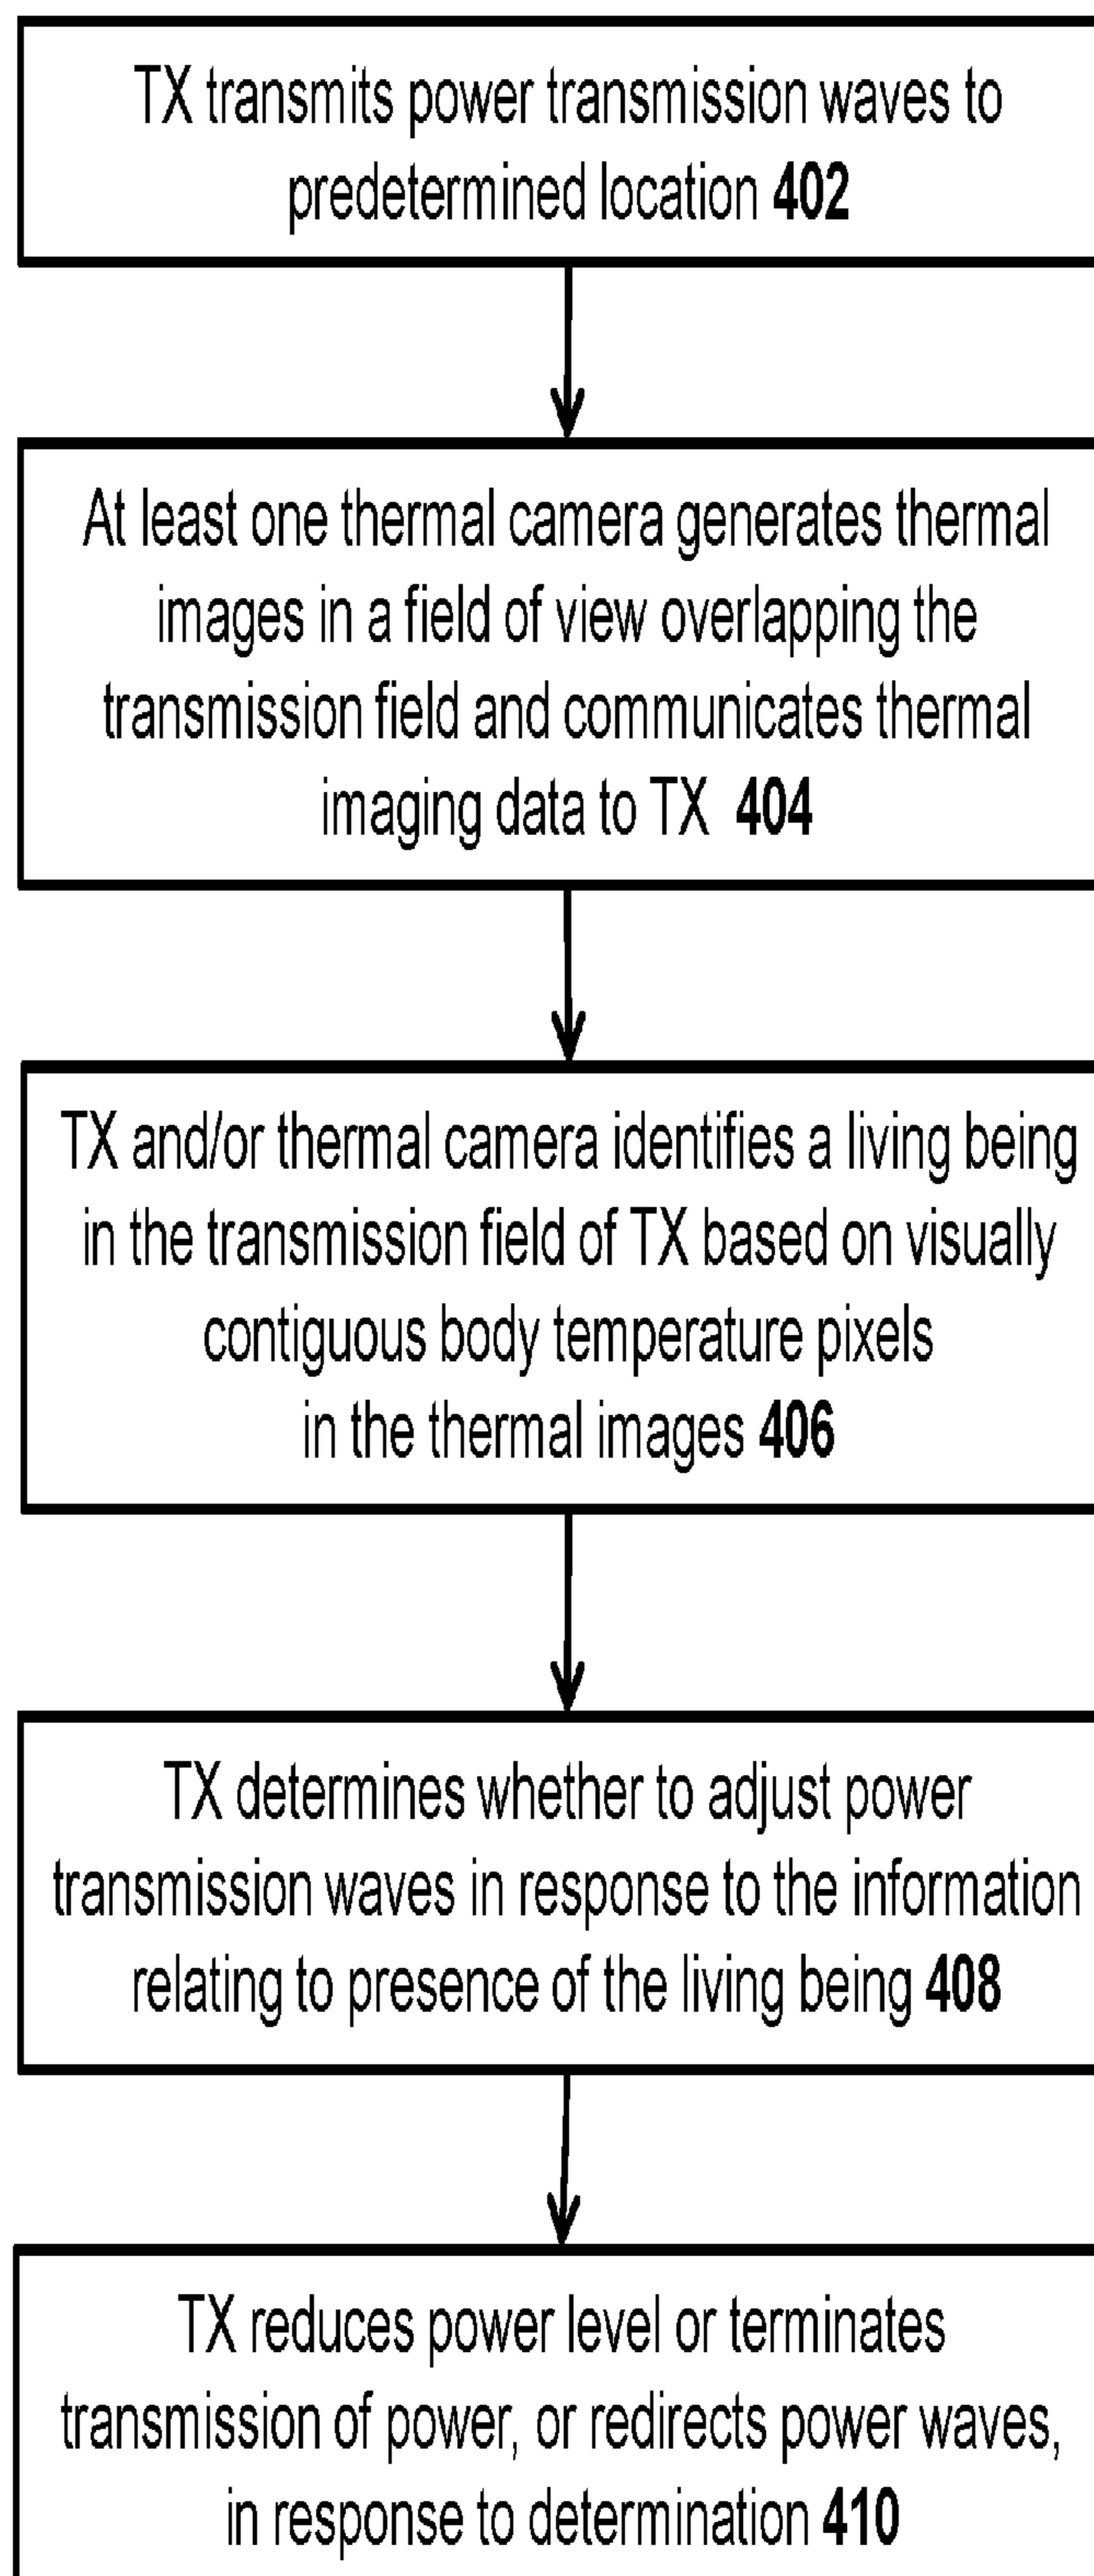 TX transmits power transmission waves to
predetermined location 402
At least one thermal camera generates thermal
images in a field of view overlapping the
transmission field and communicates thermal
imaging data to TX 404
TX and/or thermal camera identifies a living being
in the transmission field of TX based on visually
contiguous body temperature pixels
in the thermal images 406
TX determines whether to adjust power
transmission waves in response to the information
relating to presence of the living being 408
TX reduces power level or terminates
transmission of power, or redirects power waves,
in response to determination 410